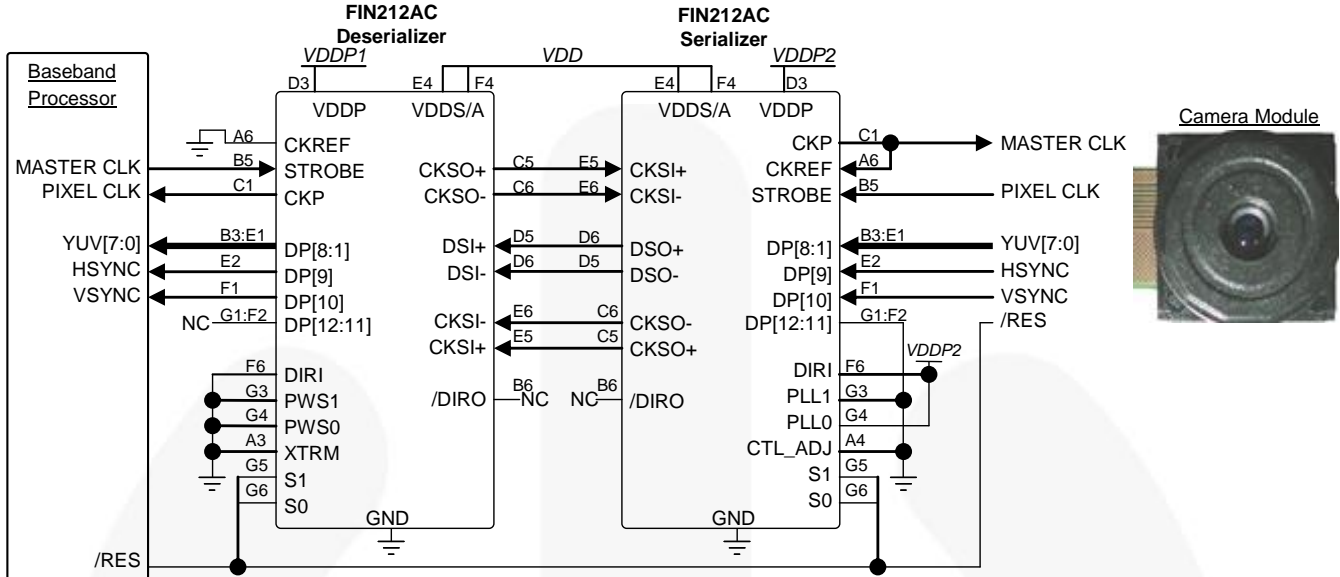 FIN212AC
Deserializer
FIN212AC
Serializer
VDDP1
VDD
VDDP2
Baseband
Processor
D3
E4
F4
E4
F4
D3
VDDP
VDDS/A
VDDS/A
VDDP
Camera Module
A6
CKREF
CKP
C1
MASTER CLK
MASTER CLK
B5
STROBE
CKSO+
C5
E5
CKSI+
CKREF
A6
PIXEL CLK
C1
CKP
CKSO-
C6
E6
CKSI-
STROBE
B5
PIXEL CLK
YUV[7:0]
B3:E1
DP[8:1]
DSI+
D5
D6
DSO+
DP[8:1]
B3:E1
YUV[7:0]
HSYNC
E2
DP[9]
DSI-
D6
D5
DSO-
DP[9]
E2
HSYNC
VSYNC
F1
DP[10]
DP[10]
F1
VSYNC
NC
G1:F2
DP[12:11]
CKSI-
E6
C6
CKSO-
DP[12:11]
G1:F2
/RES
CKSI+
E5
C5
CKSO+
VDDP2
F6
DIRI
DIRI
F6
G3
PWS1
/DIRO
B6
NC
NC
B6
/DIRO
PLL1
G3
G4
PWS0
PLL0
G4
A3
XTRM
CTL_ADJ
A4
G5
S1
S1
G5
G6
S0
S0
G6
GND
GND
/RES